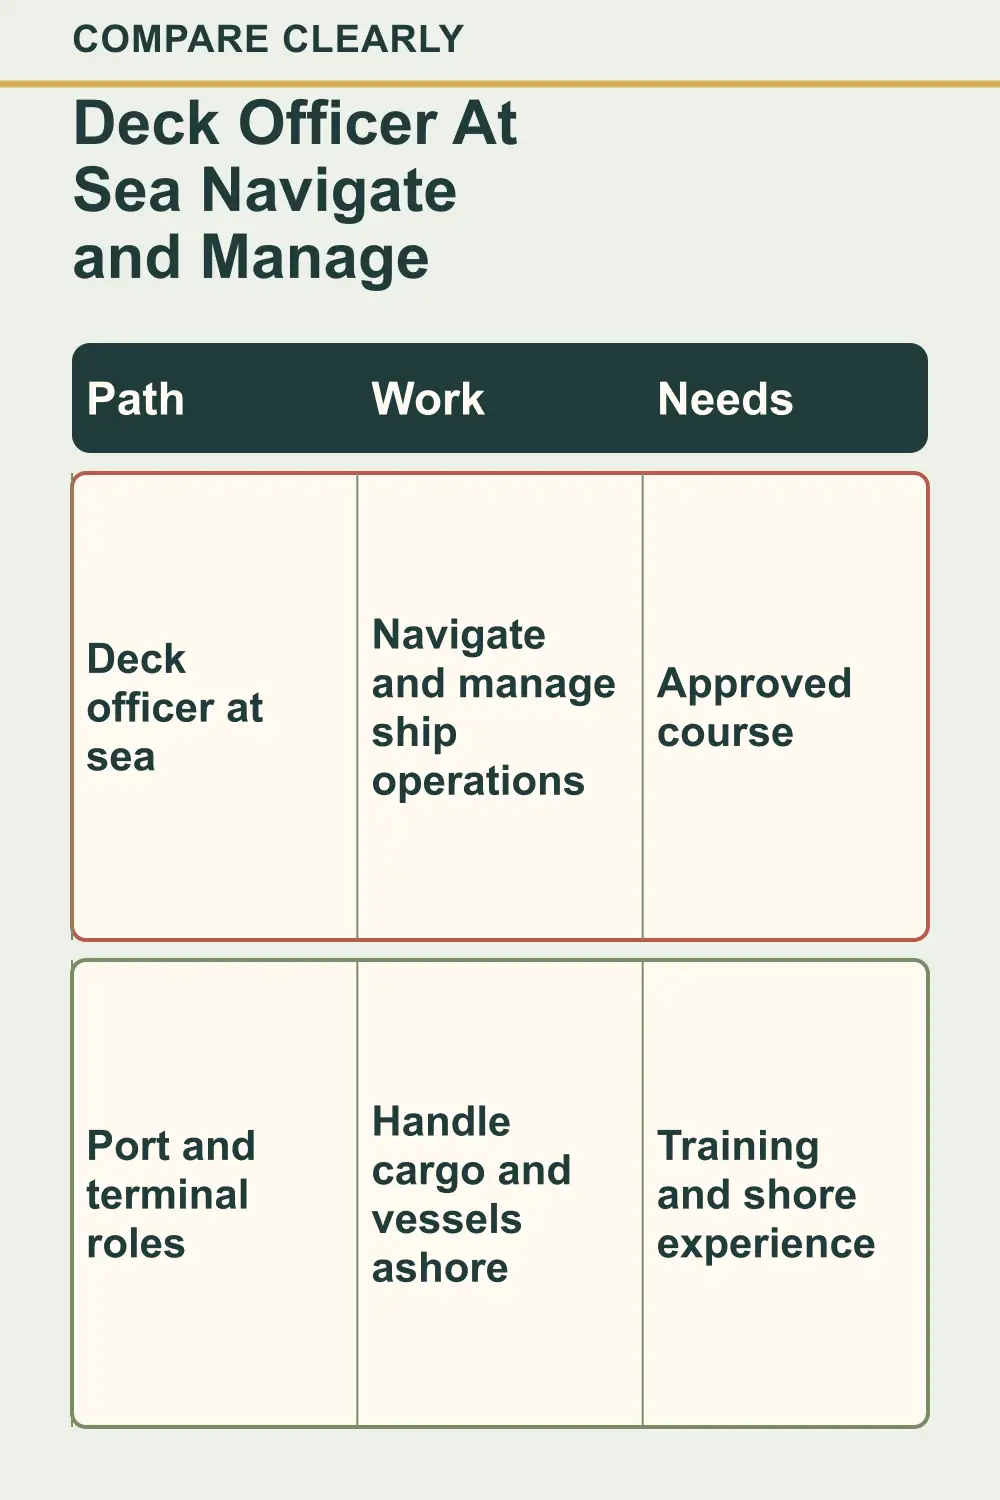 COMPARE CLEARLY
Deck Officer At
Sea Navigate
and Manage
Path Work Needs
Deck
officer at
sea
Navigate
and manage
ship
operations
Approved
course
Port and
terminal
roles
Handle
cargo and
vessels
ashore
Training
and shore
experience